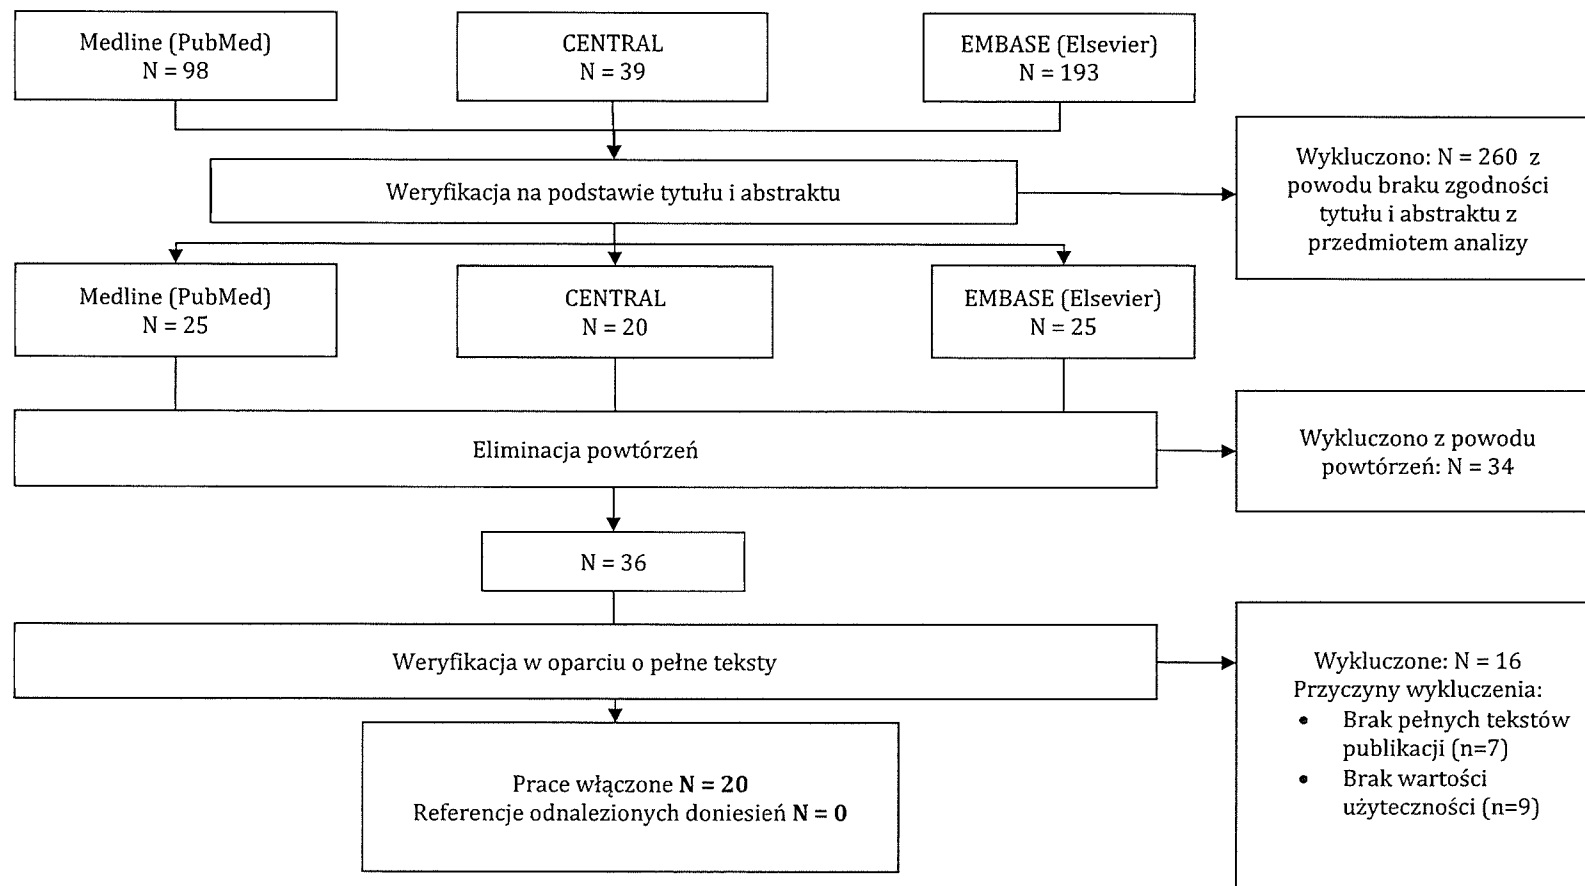 Medline (PubMed)
N = 98
CENTRAL
N = 39
EMBASE (Elsevier)
N = 193
Weryfikacja na podstawie tytułu i abstraktu
Wykluczono: N = 260 z
powodu braku zgodności
tytułu i abstraktu z
przedmiotem analizy
Medline (PubMed)
N = 25
CENTRAL
N = 20
EMBASE (Elsevier)
N = 25
Eliminacja powtórzeń
Wykluczono z powodu
powtórzeń: N = 34
N = 36
Weryfikacja w oparciu o pełne teksty
Wykluczone: N = 16
Przyczyny wykluczenia:
• Brak pełnych tekstów
publikacji (n=7)
• Brak wartości
użyteczności (n=9)
Prace włączone N = 20
Referencje odnalezionych doniesień N = 0